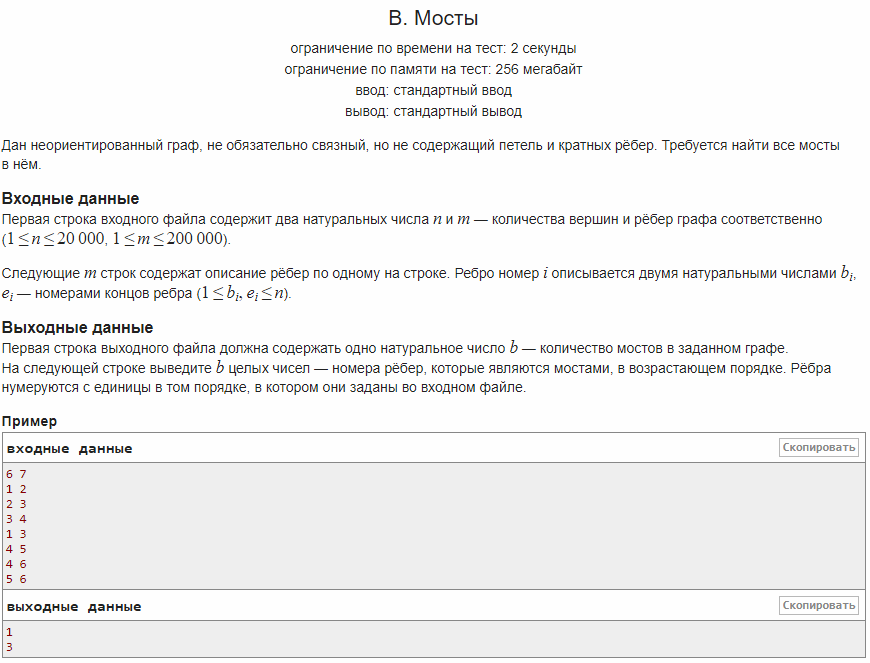 B. Мосты
ограничение по времени на тест: 2 секунды
ограничение по памяти на тест: 256 мегабайт
ввод: стандартный ввод
вывод: стандартный вывод
Дан неориентированный граф, не обязательно связный, но не содержащий петель и кратных рёбер. Требуется найти все мосты
в нём.
Входные данные
Первая строка входного файла содержит два натуральных числа n и m — количества вершин и рёбер графа соответственно
(1 ≤ n ≤ 20 000, 1 ≤ m ≤ 200 000).
Следующие m строк содержат описание рёбер по одному на строке. Ребро номер i описывается двумя натуральными числами b_i,
e_i — номерами концов ребра (1 ≤ b_i, e_i ≤ n).
Выходные данные
Первая строка выходного файла должна содержать одно натуральное число b — количество мостов в заданном графе.
На следующей строке выведите b целых чисел — номера рёбер, которые являются мостами, в возрастающем порядке. Рёбра
нумеруются с единицы в том порядке, в котором они заданы во входном файле.
Пример
входные данные Скопировать
6 7
1 2
2 3
3 4
1 3
4 5
4 6
5 6
выходные данные Скопировать
1
3